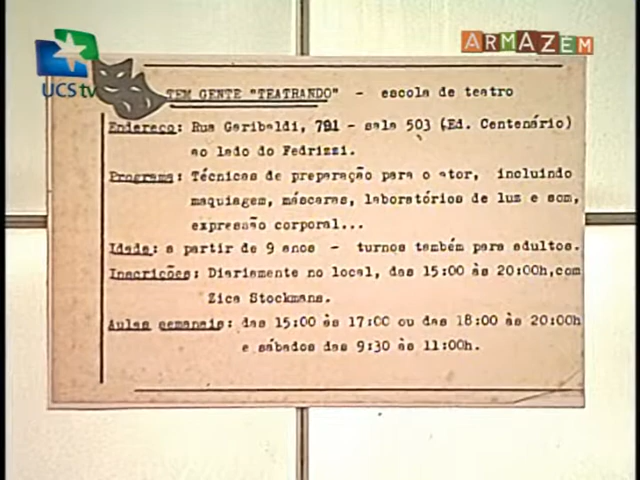 UCStv
ARMAZÉM
TEM GENTE "TEATRANDO" - escola de teatro
Endereço: Rua Garibaldi, 791 - sala 503 (Ed. Centenário)
ao lado do Fedrizzi.
Programa: Técnicas de preparação para o ator, incluindo
maquiagem, máscaras, laboratórios de luz e som,
expressão corporal...
Idade: a partir de 9 anos - turnos também para adultos.
Inscrições: Diariamente no local, das 15:00 às 20:00h,com
Zica Stockmans.
Aulas semanais: das 15:00 às 17:00 ou das 18:00 às 20:00h
e sábados das 9:30 às 11:00h.